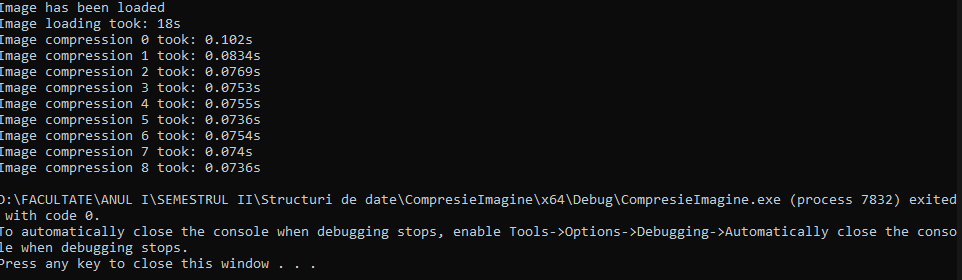 Image has been loaded
Image loading took: 18s
Image compression 0 took: 0.102s
Image compression 1 took: 0.0834s
Image compression 2 took: 0.0769s
Image compression 3 took: 0.0753s
Image compression 4 took: 0.0755s
Image compression 5 took: 0.0736s
Image compression 6 took: 0.0754s
Image compression 7 took: 0.074s
Image compression 8 took: 0.0736s
D:\FACULTATE\ANUL I\SEMESTRUL II\Structuri de date\CompresieImagine\x64\Debug\CompresieImagine.exe (process 7832) exited
 with code 0.
To automatically close the console when debugging stops, enable Tools->Options->Debugging->Automatically close the conso
le when debugging stops.
Press any key to close this window . . .